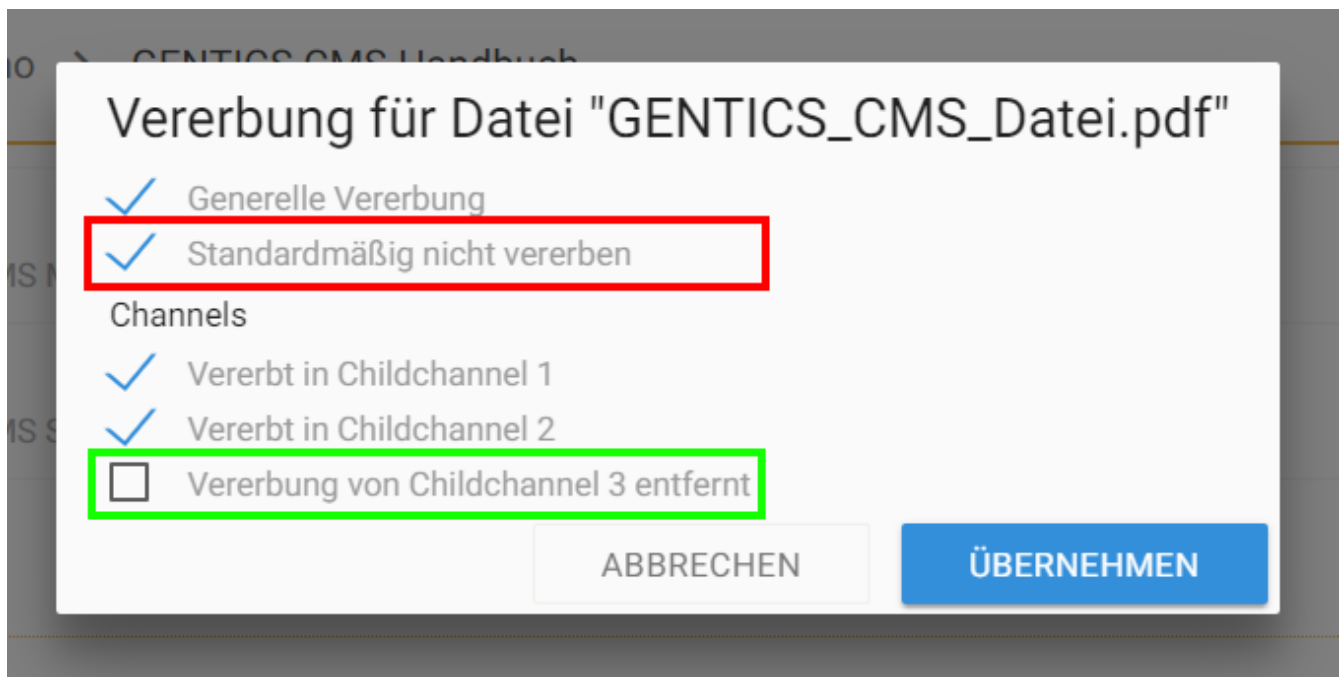 Vererbung für Datei "GENTICS_CMS_Datei.pdf"
Generelle Vererbung
Standardmäßig nicht vererben
Channels
Vererbt in Childchannel 1
Vererbt in Childchannel 2
Vererbung von Childchannel 3 entfernt
ABBRECHEN ÜBERNEHMEN